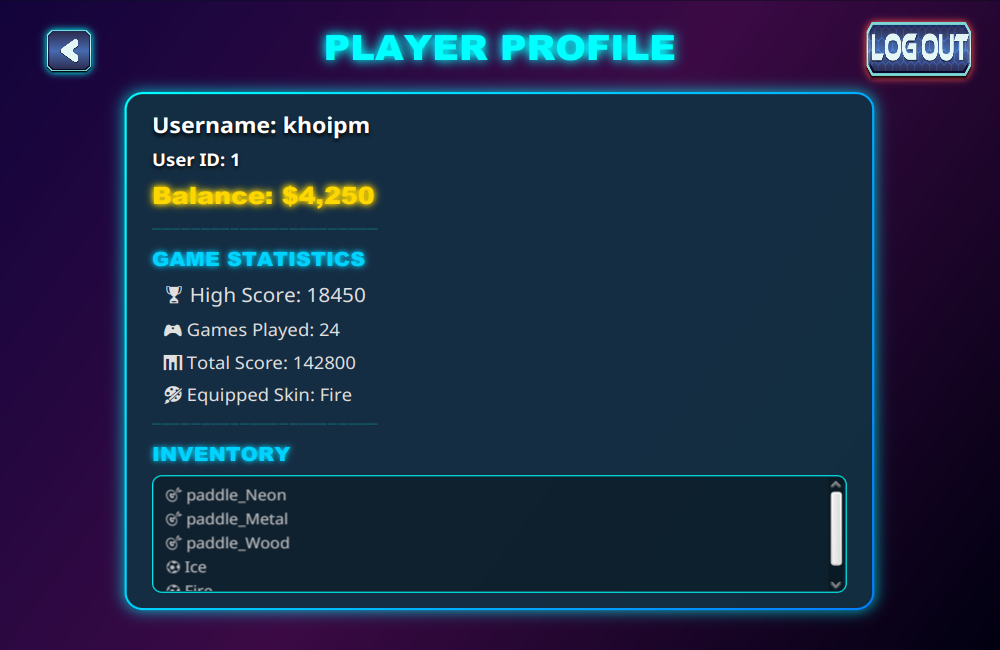 PLAYER PROFILE
LOG OUT
Username: khoipm
User ID: 1
Balance: $4,250
GAME STATISTICS
High Score: 18450
Games Played: 24
Total Score: 142800
Equipped Skin: Fire
INVENTORY
paddle_Neon
paddle_Metal
paddle_Wood
Ice
Fire